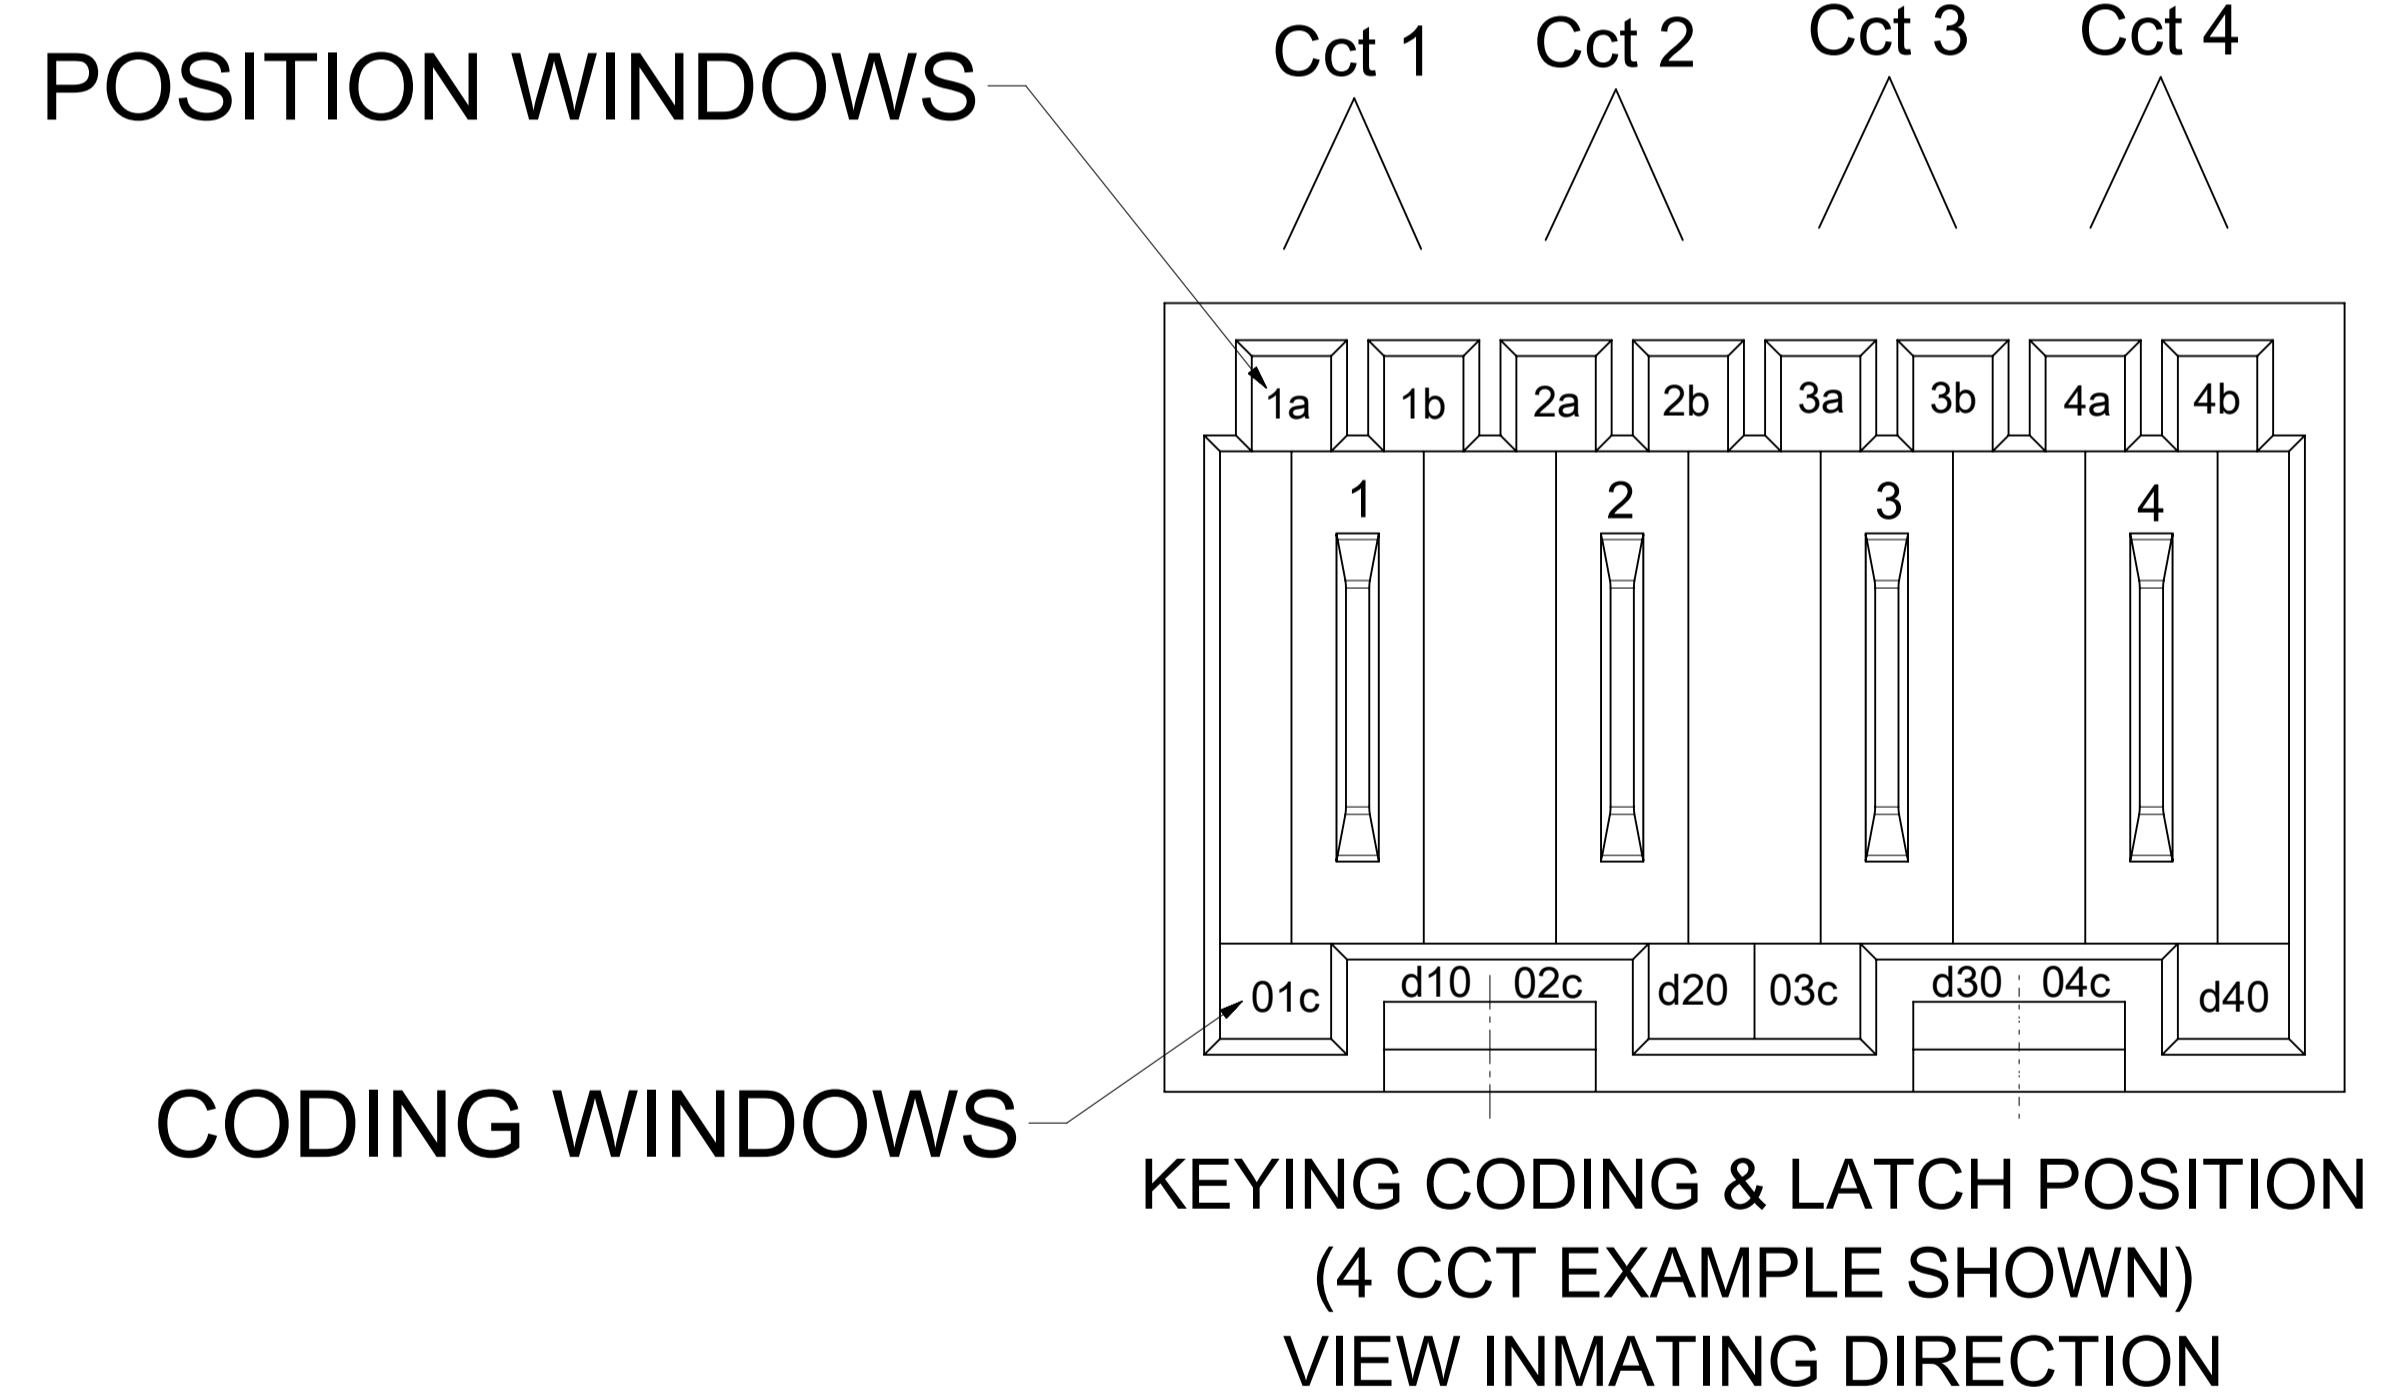 POSITION WINDOWS
Cct 1 Cct 2 Cct 3 Cct 4
1a 1b 2a 2b 3a 3b 4a 4b
1 2 3 4
01c d10 02c d20 03c d30 04c d40
CODING WINDOWS
KEYING CODING & LATCH POSITION
(4 CCT EXAMPLE SHOWN)
VIEW INMATING DIRECTION